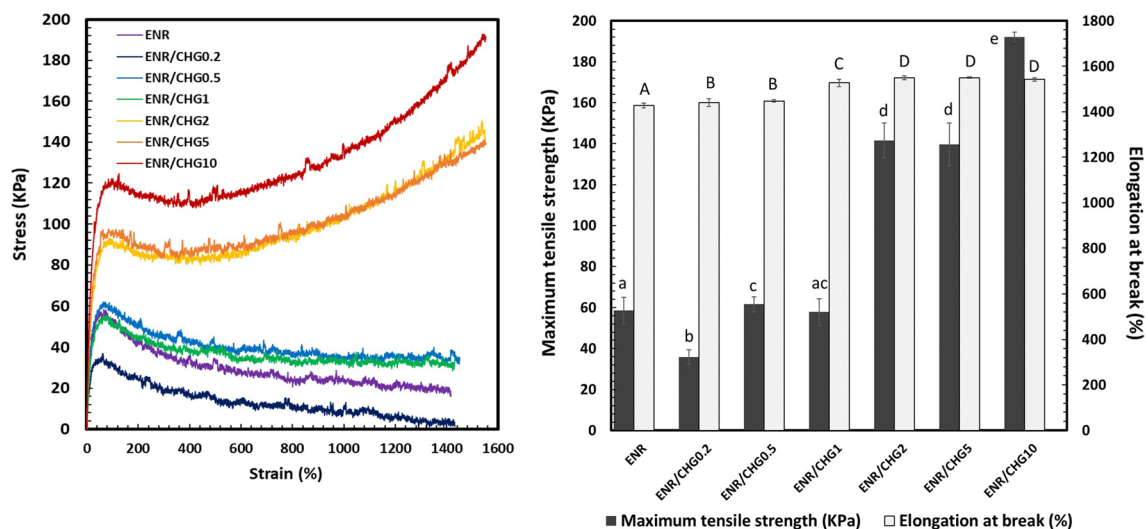 200
180
160
140
120
100
80
60
40
20
0
Stress (KPa)
ENR
ENR/CHG0.2
ENR/CHG0.5
ENR/CHG1
ENR/CHG2
ENR/CHG5
ENR/CHG10
0 200 400 600 800 1000 1200 1400 1600
Strain (%)
200
180
160
140
120
100
80
60
40
20
0
Maximum tensile strength (KPa)
a A
b B
c B
ac C
d D
d D
e D
1800
1600
1400
1200
1000
800
600
400
200
0
Elongation at break (%)
ENR
ENR/CHG0.2
ENR/CHG0.5
ENR/CHG1
ENR/CHG2
ENR/CHG5
ENR/CHG10
Maximum tensile strength (KPa) Elongation at break (%)